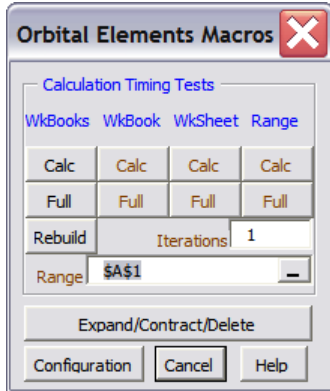 Orbital Elements Macros
Calculation Timing Tests
WkBooks WkBook WkSheet Range
Calc Calc Calc Calc
Full Full Full Full
Rebuild Iterations 1
Range $A$1
Expand/Contract/Delete
Configuration Cancel Help